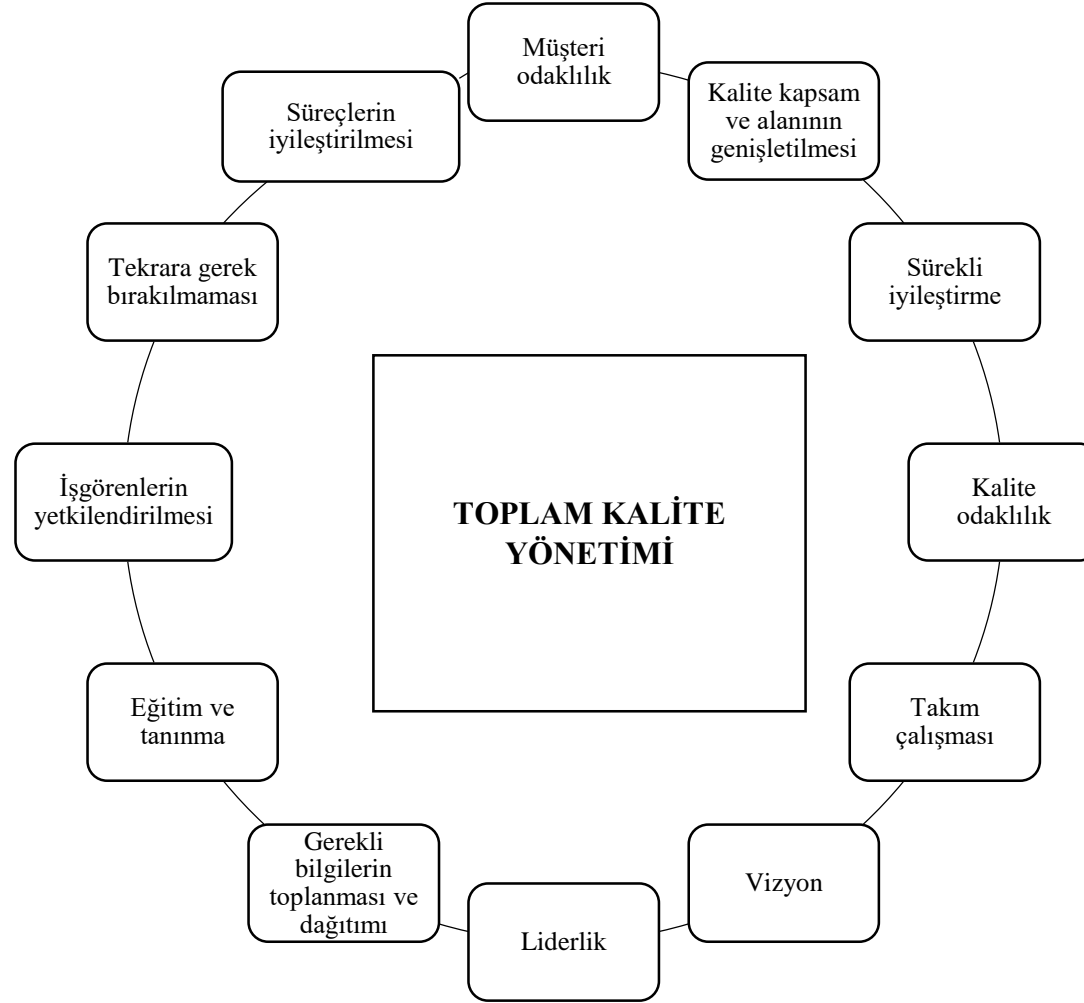 Müşteri
odaklılık
Kalite kapsam
ve alanının
genişletilmesi
Sürekli
iyileştirme
Kalite
odaklılık
Takım
çalışması
Vizyon
Liderlik
Gerekli
bilgilerin
toplanması ve
dağıtımı
Eğitim ve
tanınma
İşgörenlerin
yetkilendirilmesi
Tekrara gerek
bırakılmaması
Süreçlerin
iyileştirilmesi
TOPLAM KALİTE
YÖNETİMİ